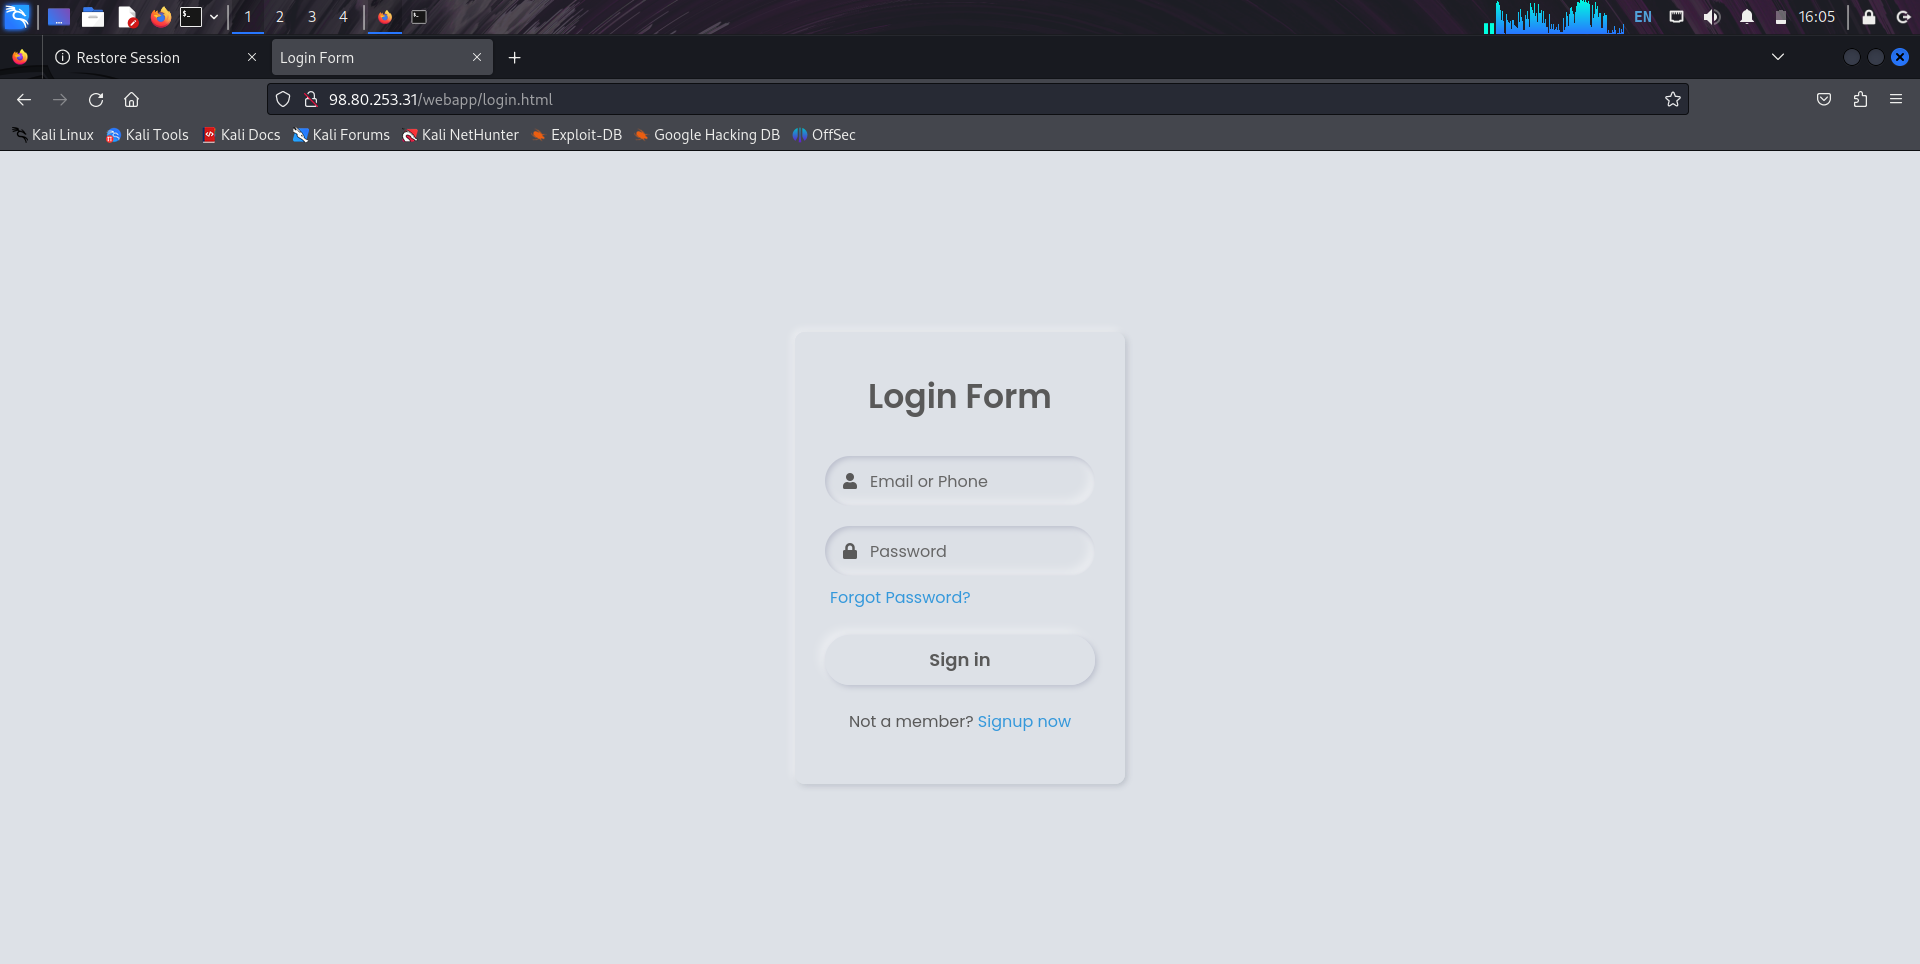 1 2 3 4 EN 16:05
Restore Session Login Form
98.80.253.31/webapp/login.html
Kali Linux Kali Tools Kali Docs Kali Forums Kali NetHunter Exploit-DB Google Hacking DB OffSec
Login Form
Email or Phone
Password
Forgot Password?
Sign in
Not a member? Signup now